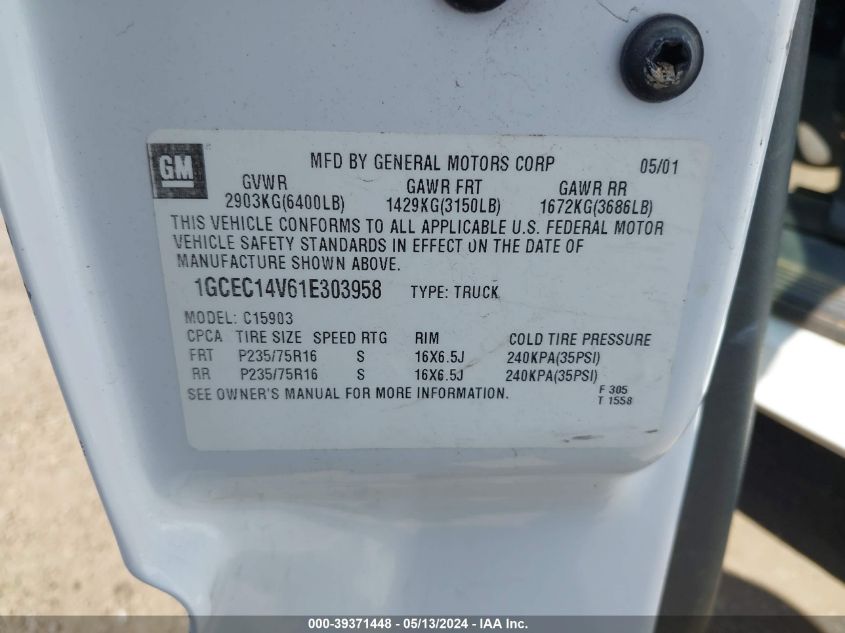 GM
MFD BY GENERAL MOTORS CORP 05/01
GVWR GAWR FRT GAWR RR
2903KG(6400LB) 1429KG(3150LB) 1672KG(3686LB)
THIS VEHICLE CONFORMS TO ALL APPLICABLE U.S. FEDERAL MOTOR
VEHICLE SAFETY STANDARDS IN EFFECT ON THE DATE OF
MANUFACTURE SHOWN ABOVE.
1GCEC14V61E303958 TYPE: TRUCK
MODEL: C15903
CPCA TIRE SIZE SPEED RTG RIM COLD TIRE PRESSURE
FRT P235/75R16 S 16X6.5J 240KPA(35PSI)
RR P235/75R16 S 16X6.5J 240KPA(35PSI)
SEE OWNER'S MANUAL FOR MORE INFORMATION.
F 305
T 1558
000-39371448 - 05/13/2024 - IAA Inc.